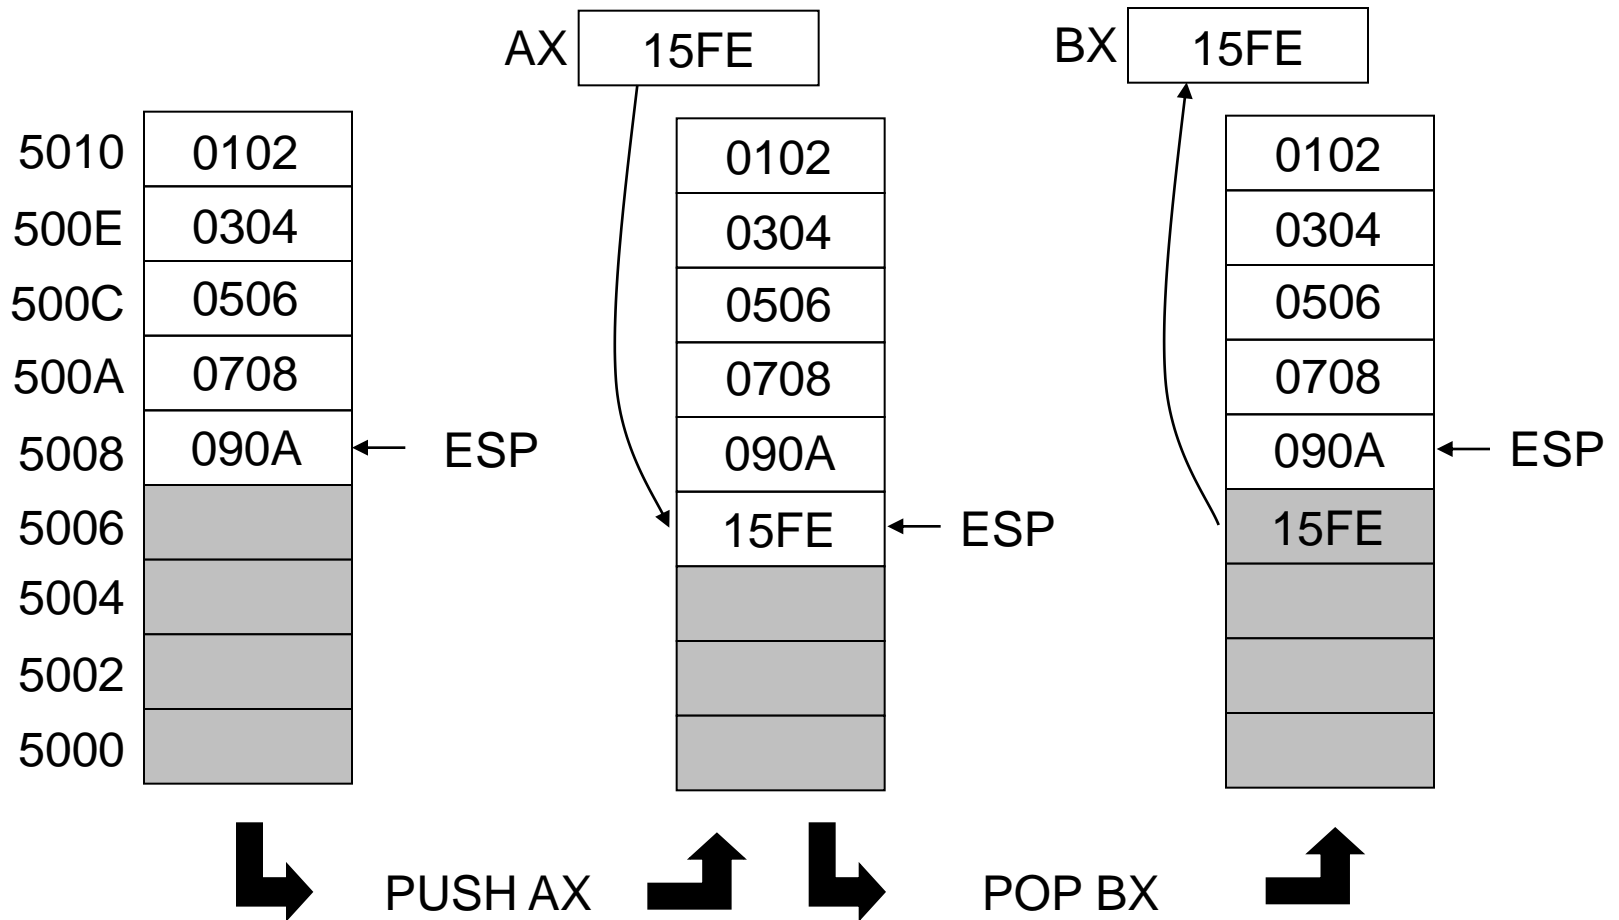 AX 15FE BX 15FE
5010 0102 0102 0102
500E 0304 0304 0304
500C 0506 0506 0506
500A 0708 0708 0708
5008 090A ESP 090A 090A ESP
5006 15FE ESP 15FE
5004
5002
5000
PUSH AX POP BX